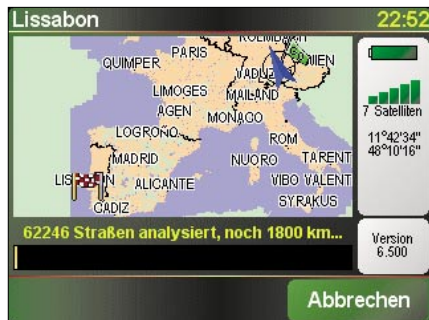 Lissabon
22:52
PARIS
QUIMPER
VADUZ
LIMOGES
MAILAND
AGEN
MONACO
LOGROÑO
ROM
MADRID
NUORO
TARENT
ALICANTE
VIBO VALENT
CADIZ
SYRAKUS
7 Satelliten
11°42'34"
48°10'16"
62246 Straßen analysiert, noch 1800 km...
Version
6.500
Abbrechen